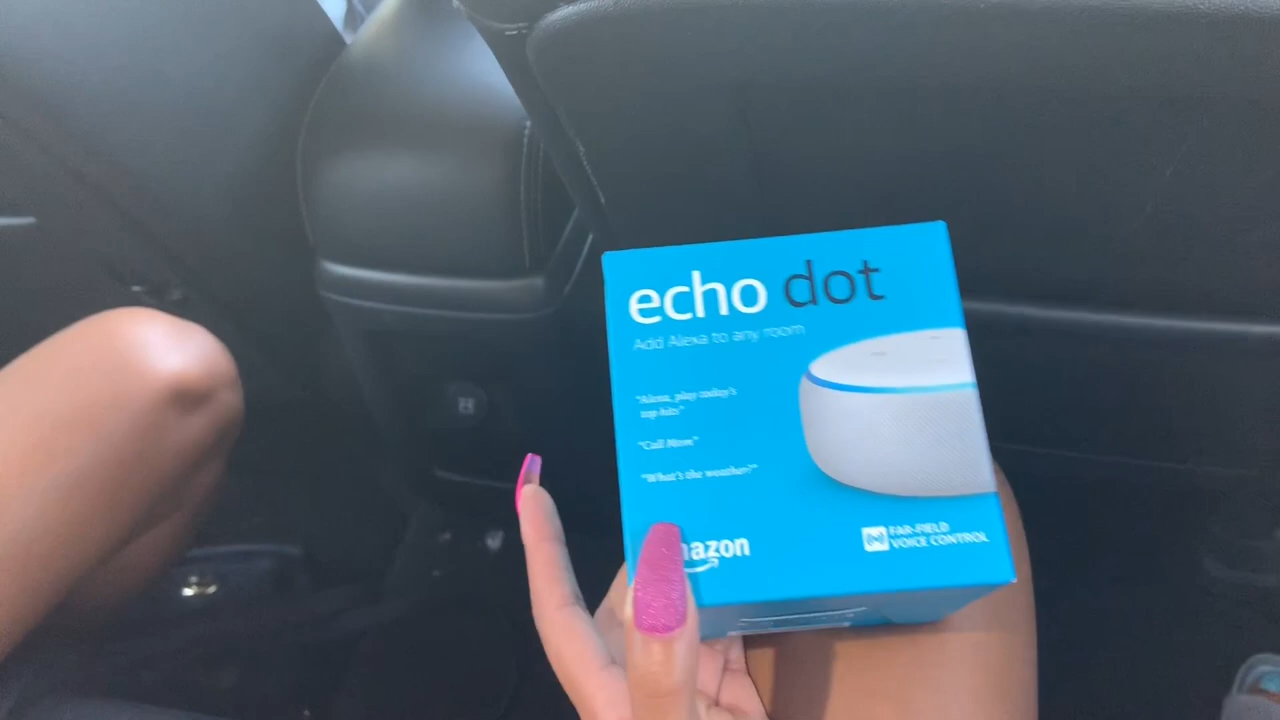 echo dot
Add Alexa to any room
"Alexa, play today's
top hits"
"Call Mom"
"What's the weather?"
mazon
FAR-FIELD
VOICE CONTROL